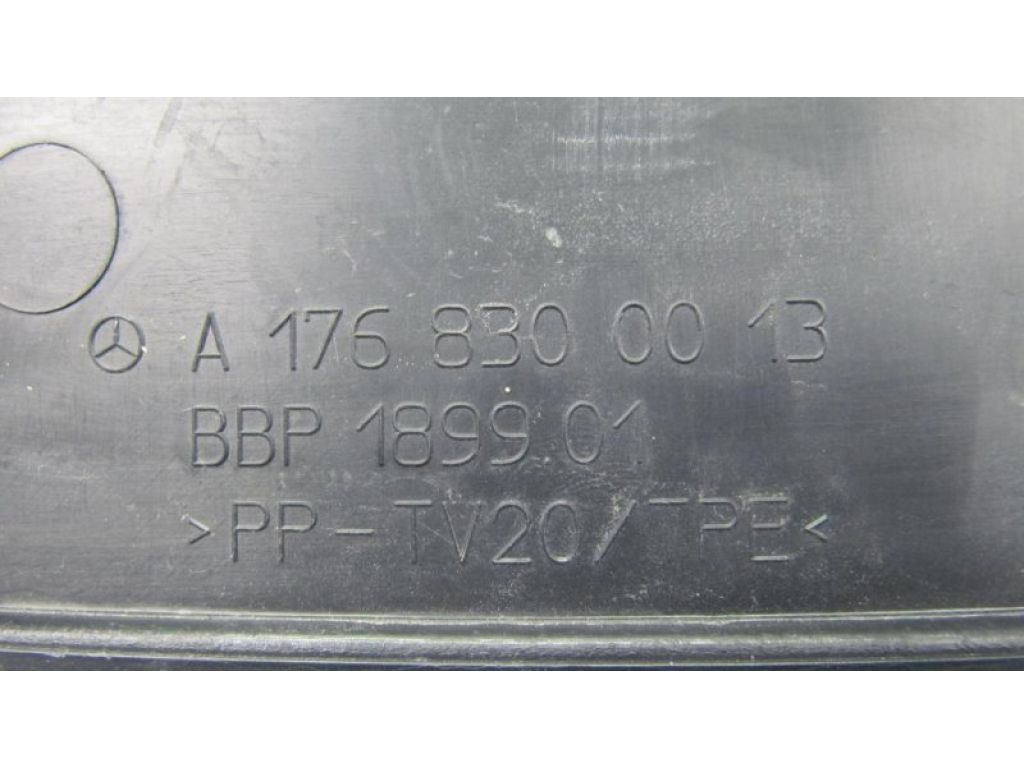 A 176 830 00 13
BBP 1899 01
>PP-TV20/TPE<